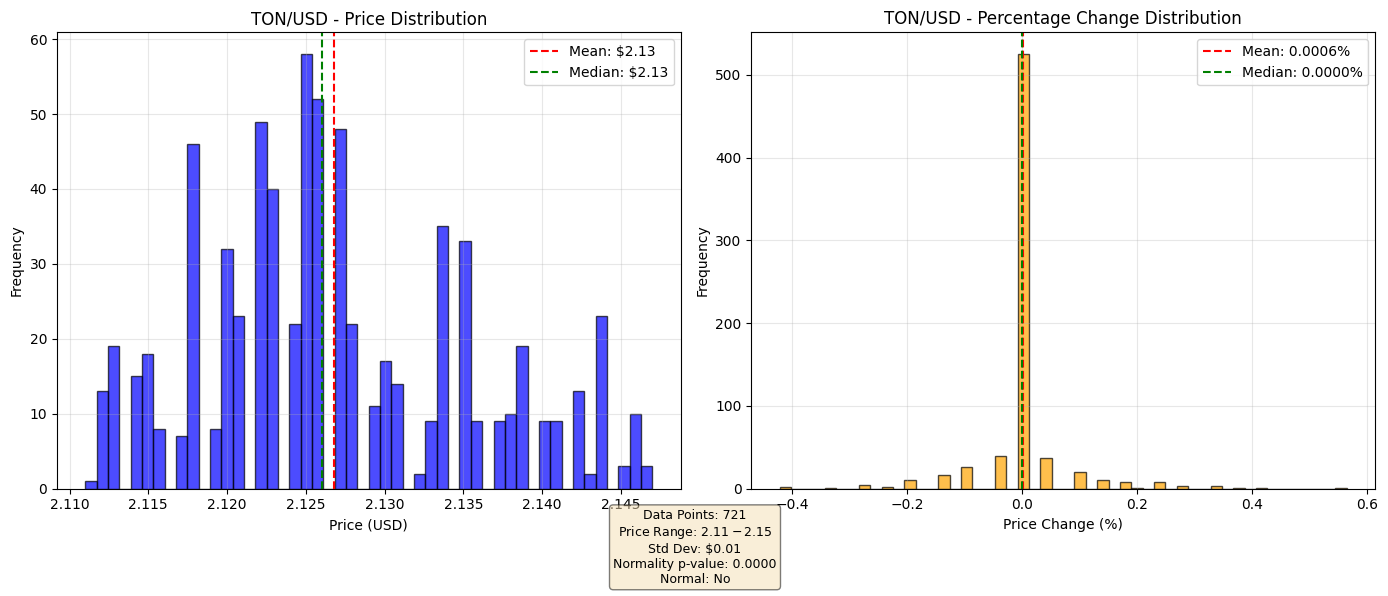 TON/USD - Price Distribution
60
50
40
30
20
10
0
Frequency
Mean: $2.13
Median: $2.13
2.110 2.115 2.120 2.125 2.130 2.135 2.140 2.145
Price (USD)
TON/USD - Percentage Change Distribution
500
400
300
200
100
0
Frequency
Mean: 0.0006%
Median: 0.0000%
−0.4 −0.2 0.0 0.2 0.4 0.6
Price Change (%)
Data Points: 721
Price Range: 2.11 − 2.15
Std Dev: $0.01
Normality p-value: 0.0000
Normal: No